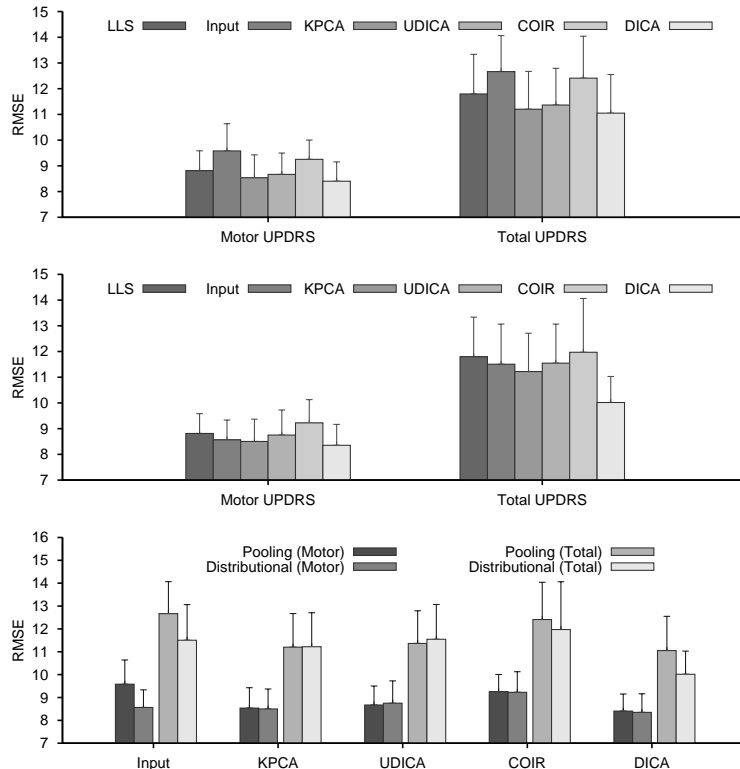 15
14
13
12
11
10
9
8
7
RMSE
LLS Input KPCA UDICA COIR DICA
Motor UPDRS Total UPDRS
15
14
13
12
11
10
9
8
7
RMSE
LLS Input KPCA UDICA COIR DICA
Motor UPDRS Total UPDRS
16
15
14
13
12
11
10
9
8
7
RMSE
Pooling (Motor) Pooling (Total)
Distributional (Motor) Distributional (Total)
Input KPCA UDICA COIR DICA